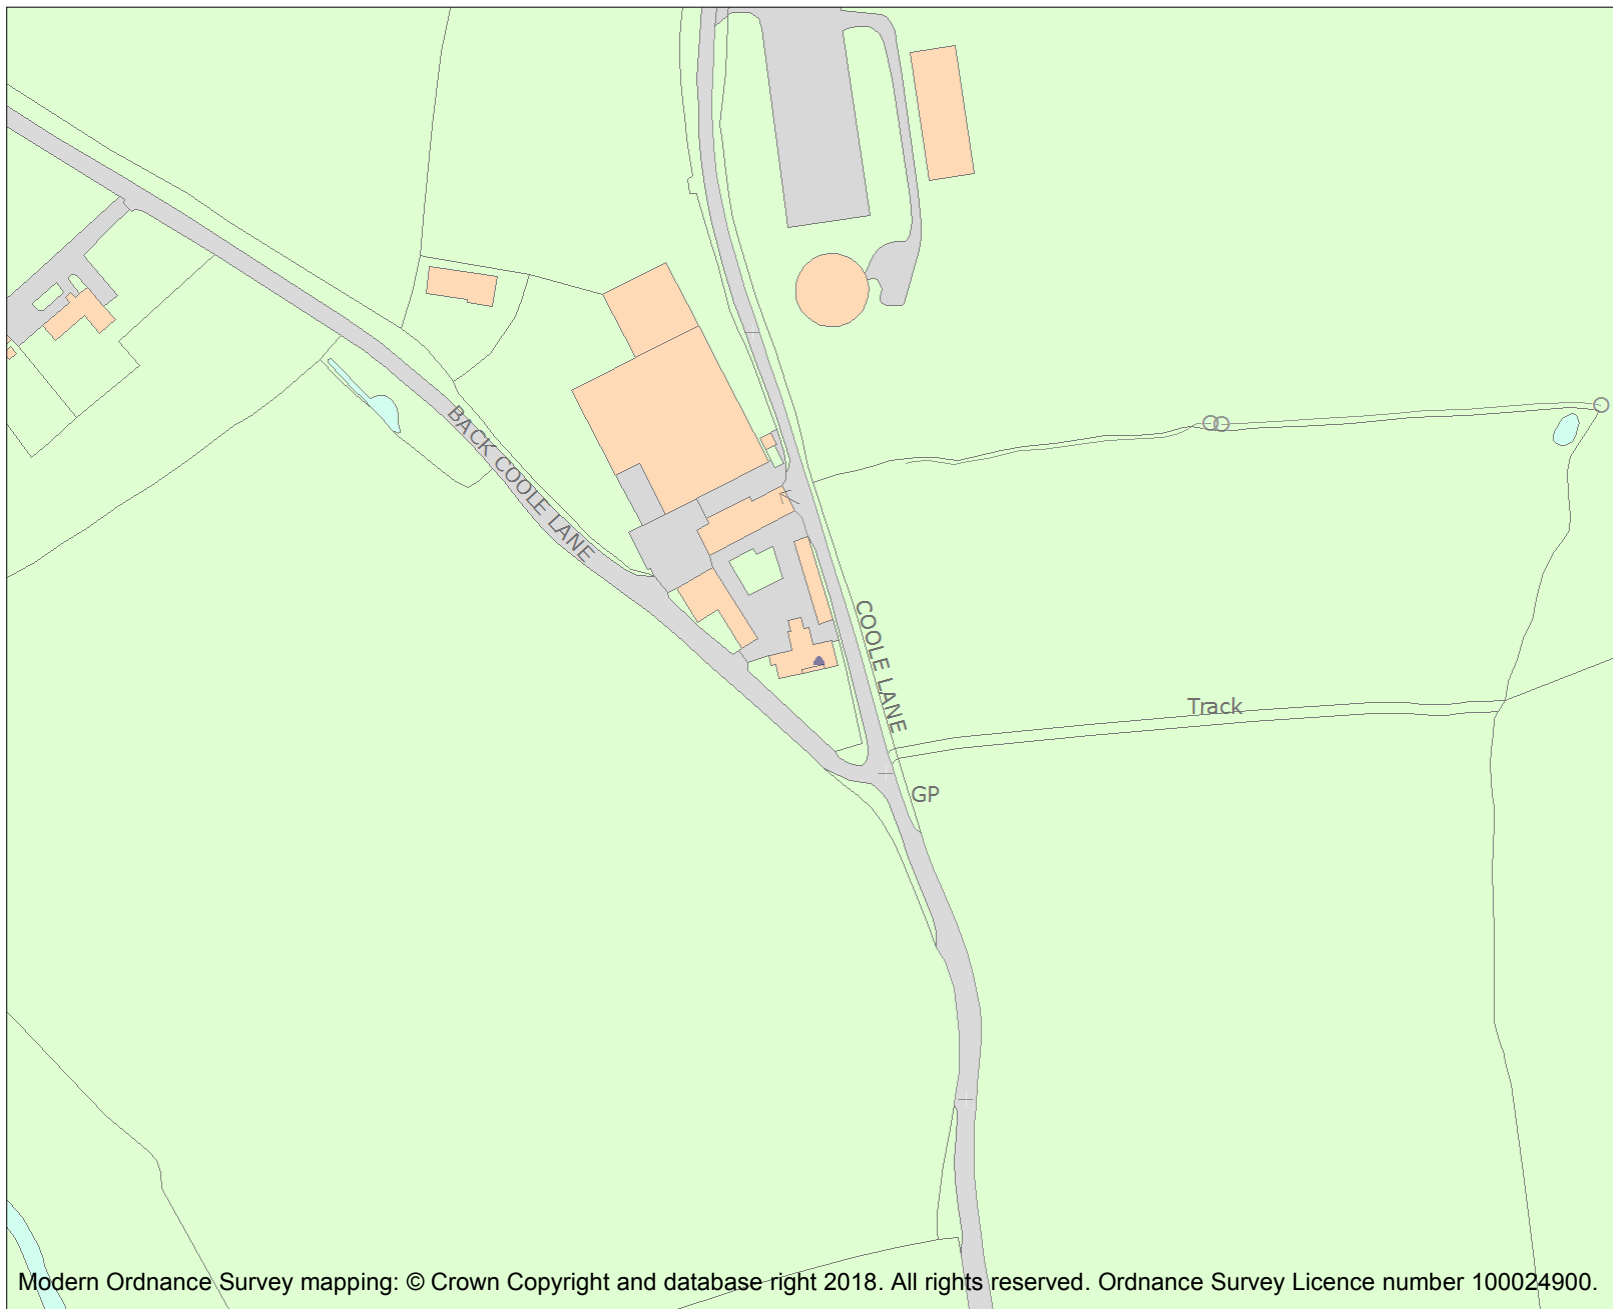 BACK COOLE LANE
COOLE LANE
Track
GP
Modern Ordnance Survey mapping: © Crown Copyright and database right 2018. All rights reserved. Ordnance Survey Licence number 100024900.